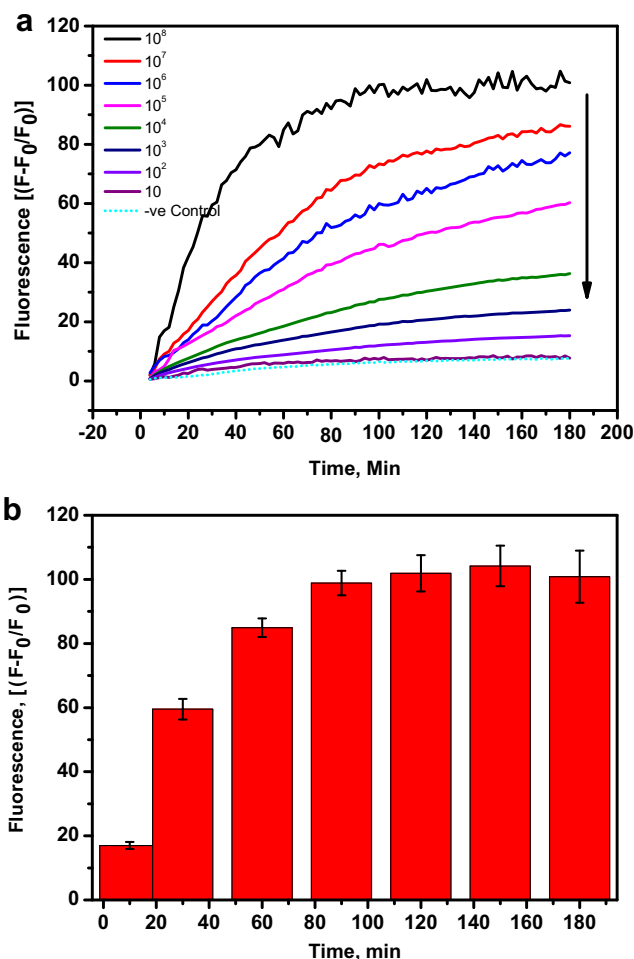 a
120
100
80
60
40
20
0
Fluorescence [(F-F₀/F₀)]
10⁸
10⁷
10⁶
10⁵
10⁴
10³
10²
10
-ve Control
-20 0 20 40 60 80 100 120 140 160 180 200
Time, Min
b
120
100
80
60
40
20
0
Fluorescence, [(F-F₀/F₀)]
0 20 40 60 80 100 120 140 160 180
Time, min